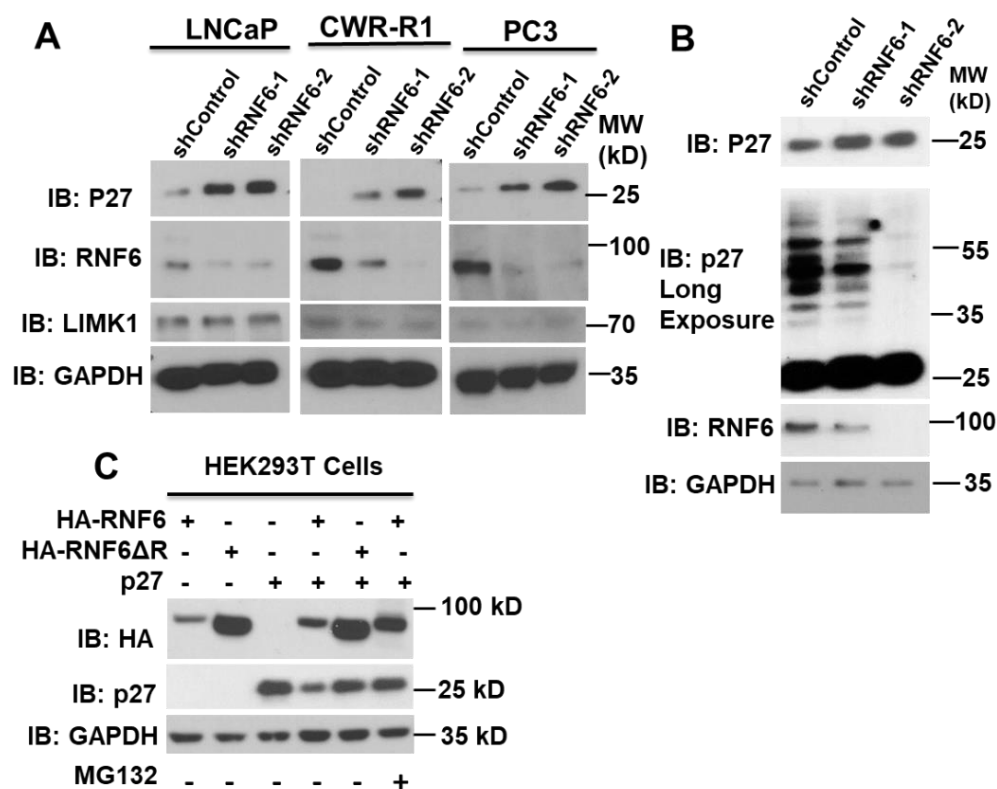 A
LNCaP CWR-R1 PC3
shControl shRNF6-1 shRNF6-2 shControl shRNF6-1 shRNF6-2 shControl shRNF6-1 shRNF6-2 MW (kD)
IB: P27 25
IB: RNF6 100
IB: LIMK1 70
IB: GAPDH 35
B
shControl shRNF6-1 shRNF6-2 MW (kD)
IB: P27 25
IB: p27 55
Long
Exposure 35
25
IB: RNF6 100
IB: GAPDH 35
C
HEK293T Cells
HA-RNF6 + - - + - +
HA-RNF6ΔR - + - - + -
p27 - - + + + +
IB: HA 100 kD
IB: p27 25 kD
IB: GAPDH 35 kD
MG132 - - - - - +